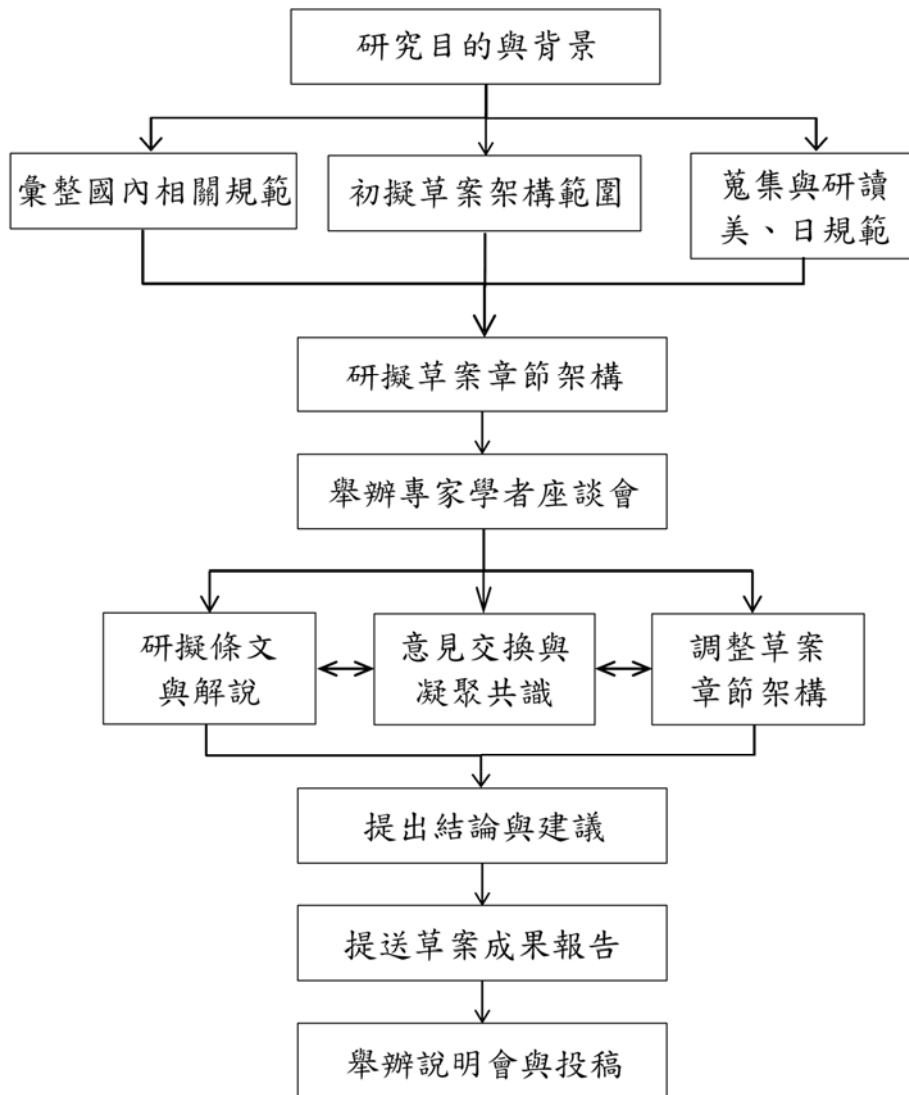 研究目的與背景
彙整國內相關規範
初擬草案架構範圍
蒐集與研讀
美、日規範
研擬草案章節架構
舉辦專家學者座談會
研擬條文
與解說
意見交換與
凝聚共識
調整草案
章節架構
提出結論與建議
提送草案成果報告
舉辦說明會與投稿